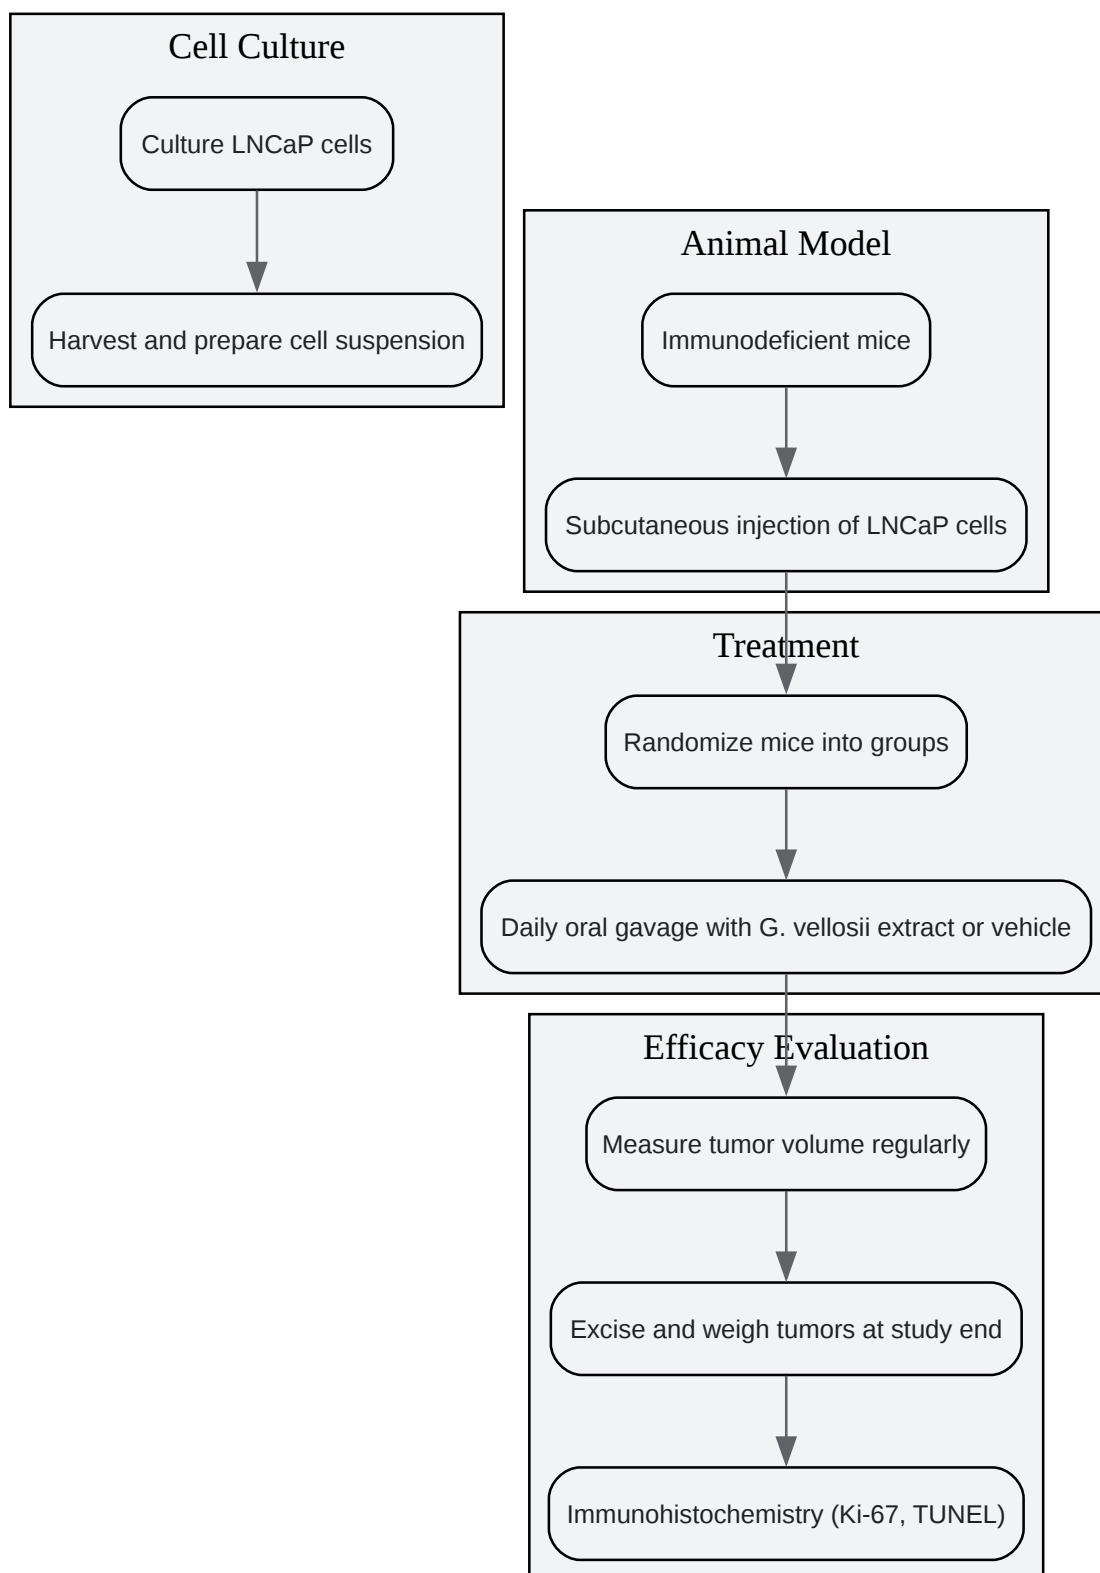 Cell Culture
Culture LNCaP cells
Harvest and prepare cell suspension
Animal Model
Immunodeficient mice
Subcutaneous injection of LNCaP cells
Treatment
Randomize mice into groups
Daily oral gavage with G. vellosii extract or vehicle
Efficacy Evaluation
Measure tumor volume regularly
Excise and weigh tumors at study end
Immunohistochemistry (Ki-67, TUNEL)